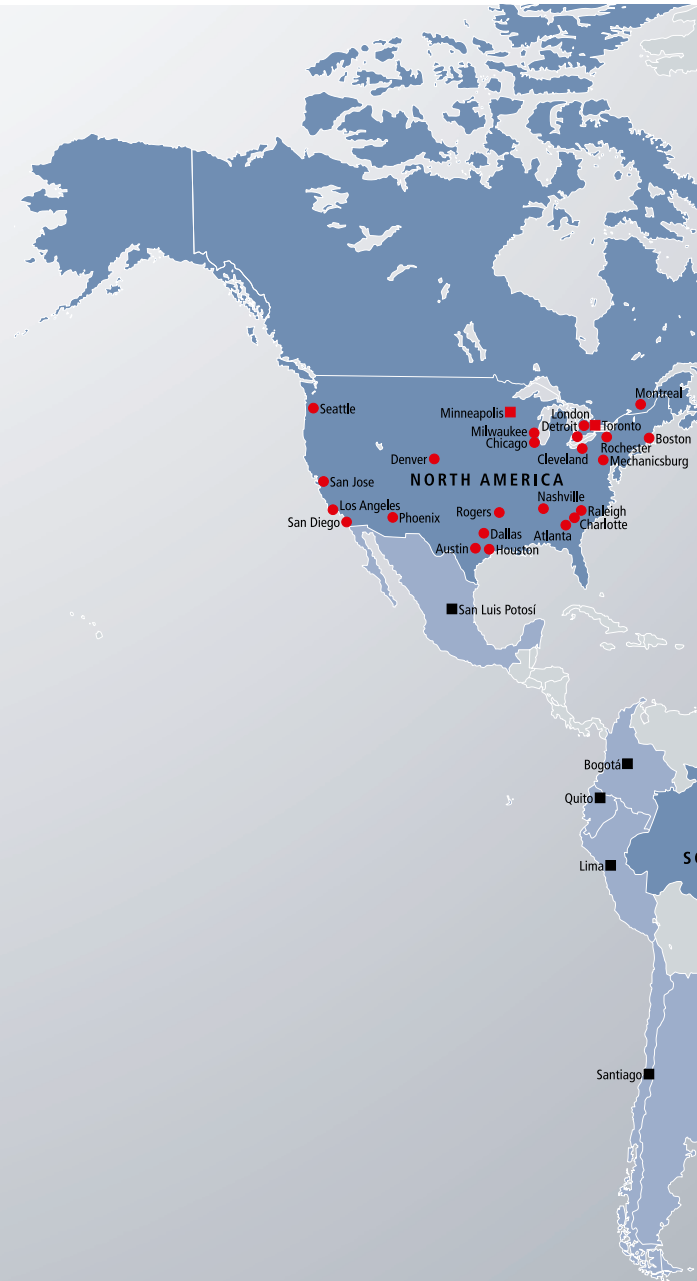 Montreal
Seattle
Minneapolis
London
Detroit
Toronto
Milwaukee
Chicago
Rochester
Boston
Cleveland
Denver
Mechanicsburg
NORTH AMERICA
San Jose
Nashville
Los Angeles
Rogers
Raleigh
San Diego
Phoenix
Charlotte
Dallas
Atlanta
Austin
Houston
San Luis Potosí
Bogotá
Quito
Lima
Santiago